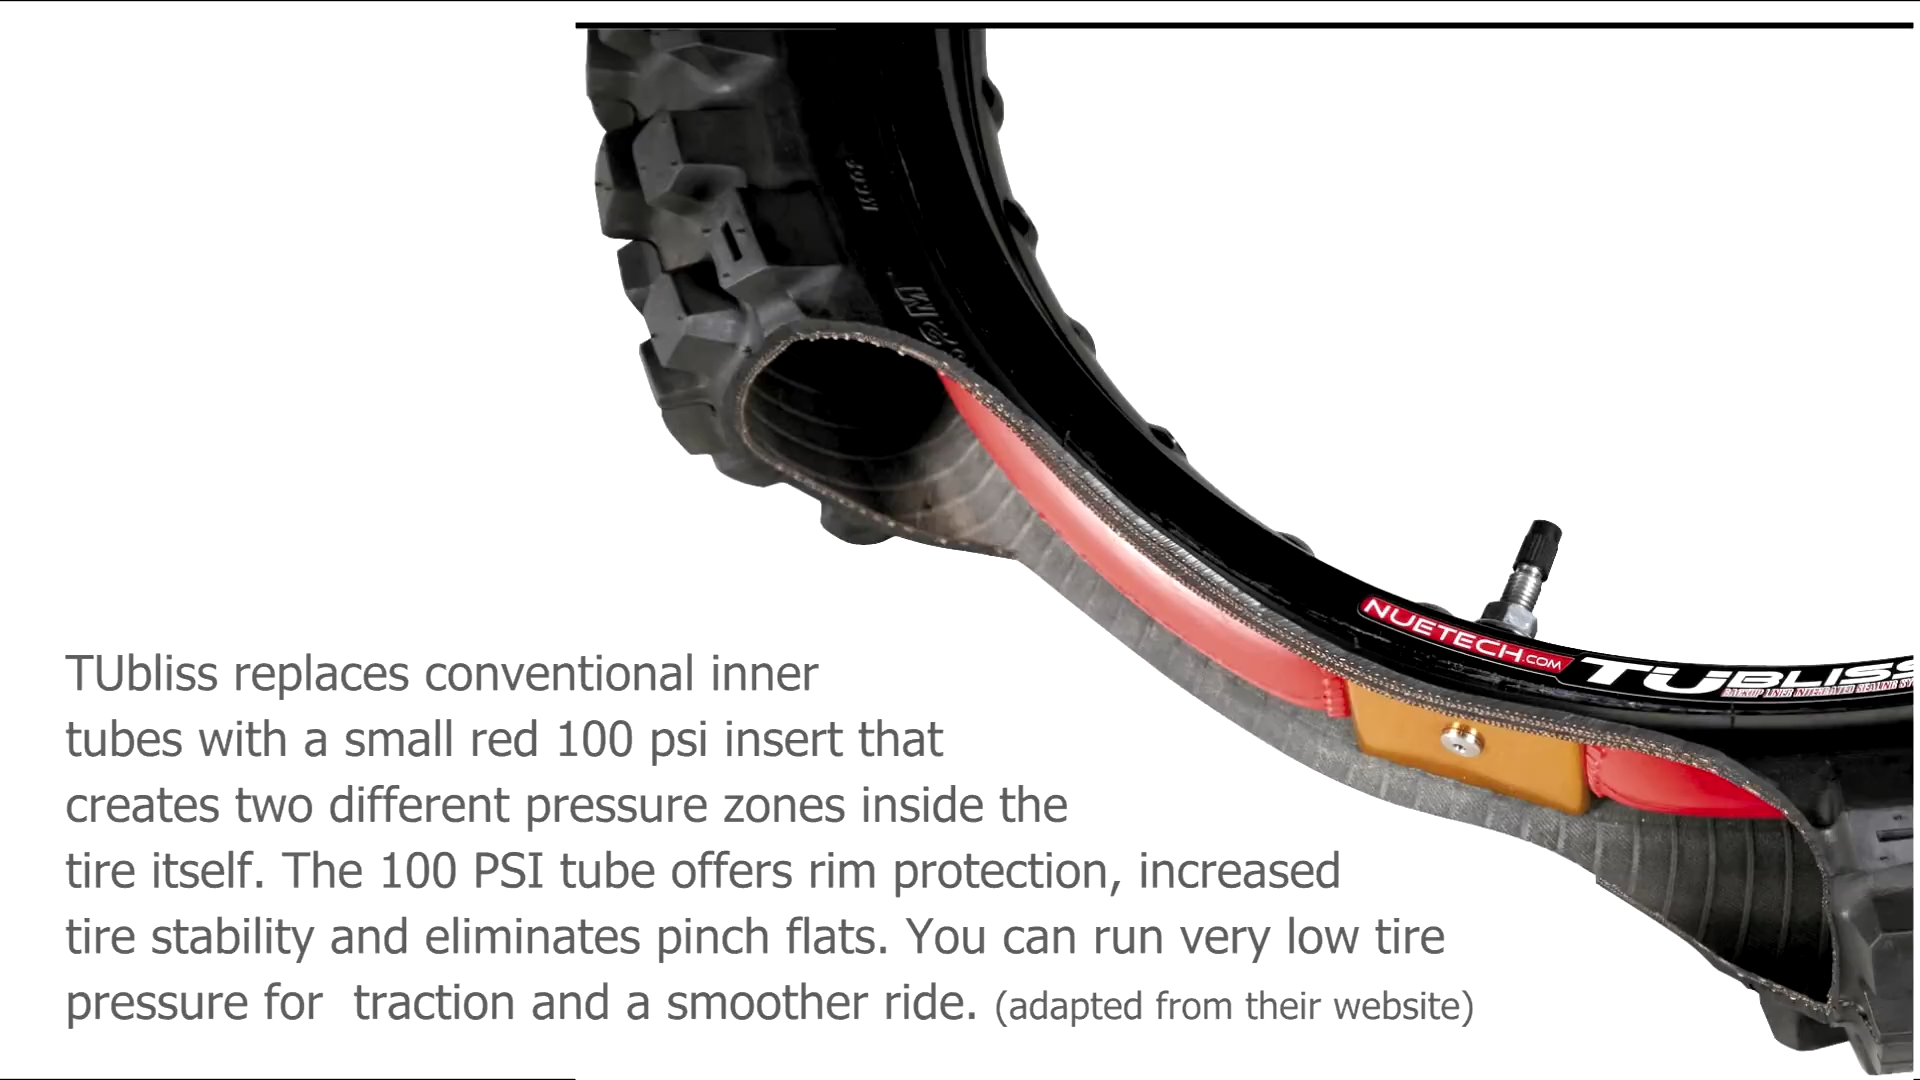 NUETECH.COM
TUBLISS
TUbliss replaces conventional inner
tubes with a small red 100 psi insert that
creates two different pressure zones inside the
tire itself. The 100 PSI tube offers rim protection, increased
tire stability and eliminates pinch flats. You can run very low tire
pressure for  traction and a smoother ride. (adapted from their website)